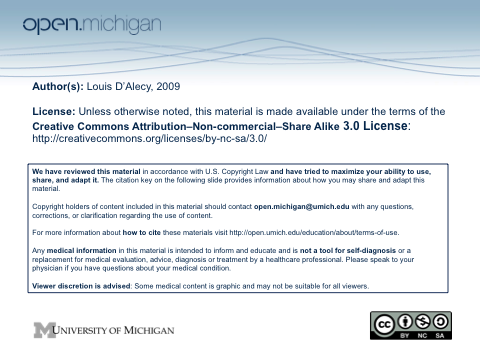 open.michigan
Author(s): Louis D'Alecy, 2009
License: Unless otherwise noted, this material is made available under the terms of the
Creative Commons Attribution–Non-commercial–Share Alike 3.0 License:
http://creativecommons.org/licenses/by-nc-sa/3.0/
We have reviewed this material in accordance with U.S. Copyright Law and have tried to maximize your ability to use,
share, and adapt it. The citation key on the following slide provides information about how you may share and adapt this
material.
Copyright holders of content included in this material should contact open.michigan@umich.edu with any questions,
corrections, or clarification regarding the use of content.
For more information about how to cite these materials visit http://open.umich.edu/education/about/terms-of-use.
Any medical information in this material is intended to inform and educate and is not a tool for self-diagnosis or a
replacement for medical evaluation, advice, diagnosis or treatment by a healthcare professional. Please speak to your
physician if you have questions about your medical condition.
Viewer discretion is advised: Some medical content is graphic and may not be suitable for all viewers.
M UNIVERSITY OF MICHIGAN
cc
BY NC SA